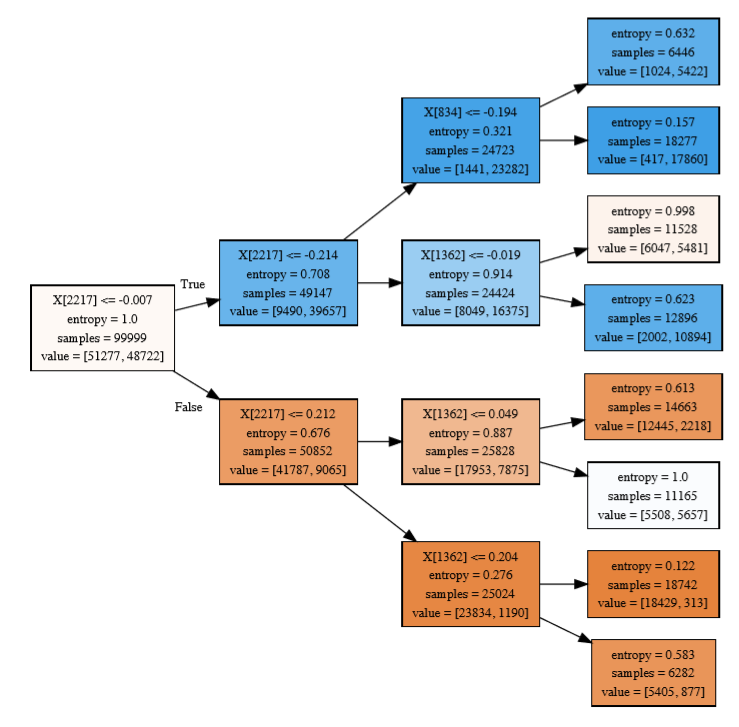 X[2217] <= -0.007
entropy = 1.0
samples = 99999
value = [51277, 48722]
True
False
X[2217] <= -0.214
entropy = 0.708
samples = 49147
value = [9490, 39657]
X[2217] <= 0.212
entropy = 0.676
samples = 50852
value = [41787, 9065]
X[834] <= -0.194
entropy = 0.321
samples = 24723
value = [1441, 23282]
X[1362] <= -0.019
entropy = 0.914
samples = 24424
value = [8049, 16375]
X[1362] <= 0.049
entropy = 0.887
samples = 25828
value = [17953, 7875]
X[1362] <= 0.204
entropy = 0.276
samples = 25024
value = [23834, 1190]
entropy = 0.632
samples = 6446
value = [1024, 5422]
entropy = 0.157
samples = 18277
value = [417, 17860]
entropy = 0.998
samples = 11528
value = [6047, 5481]
entropy = 0.623
samples = 12896
value = [2002, 10894]
entropy = 0.613
samples = 14663
value = [12445, 2218]
entropy = 1.0
samples = 11165
value = [5508, 5657]
entropy = 0.122
samples = 18742
value = [18429, 313]
entropy = 0.583
samples = 6282
value = [5405, 877]